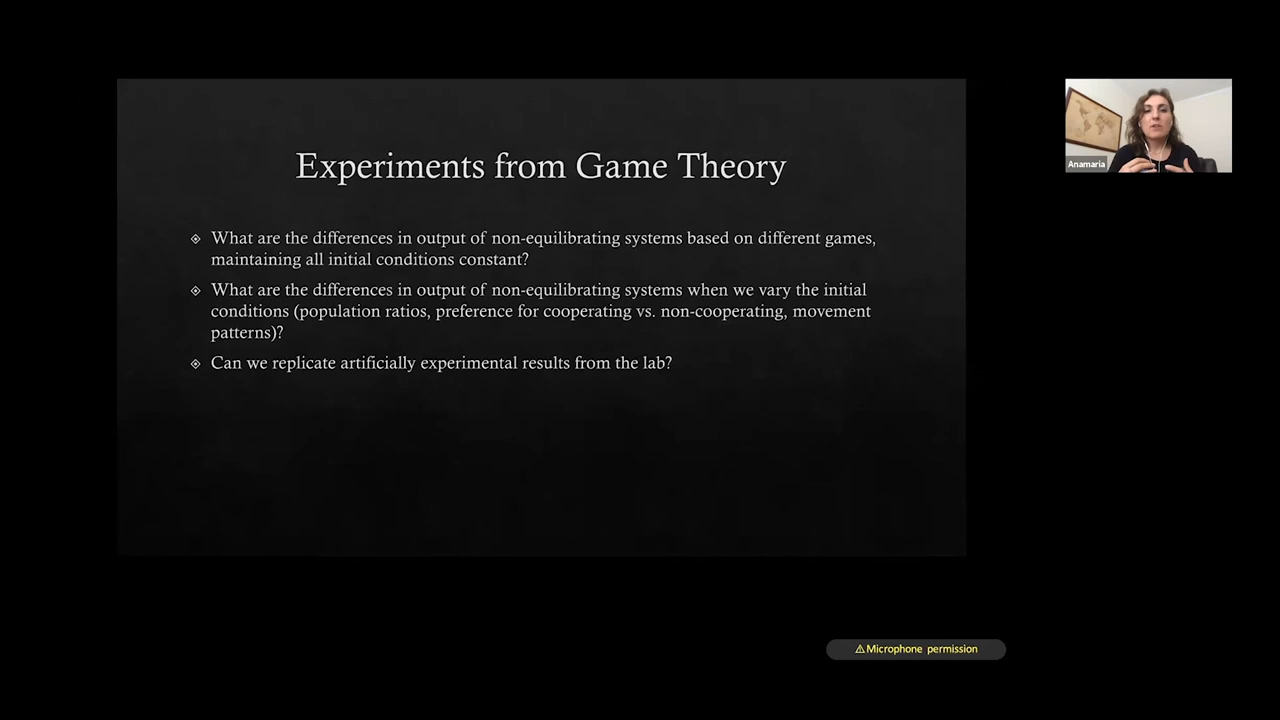 Experiments from Game Theory
What are the differences in output of non-equilibrating systems based on different games,
maintaining all initial conditions constant?
What are the differences in output of non-equilibrating systems when we vary the initial
conditions (population ratios, preference for cooperating vs. non-cooperating, movement
patterns)?
Can we replicate artificially experimental results from the lab?
Anamaria
⚠Microphone permission